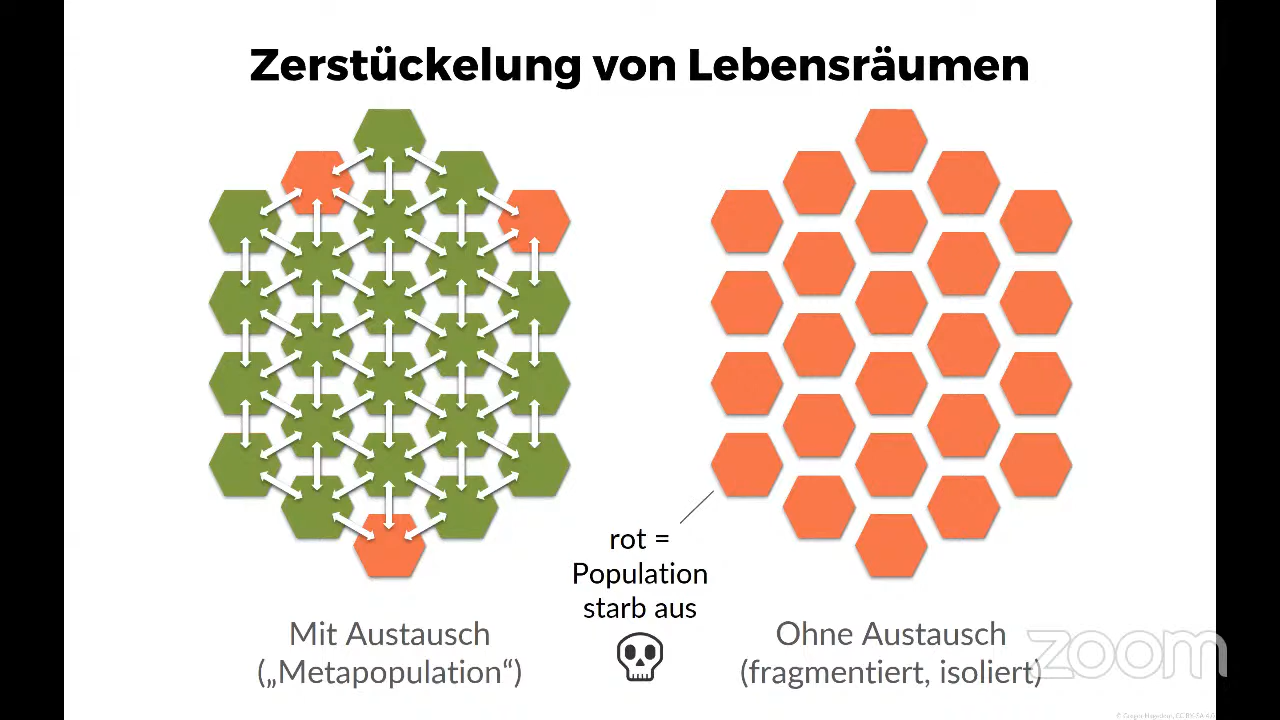 Zerstückelung von Lebensräumen
rot =
Population
starb aus
Mit Austausch
(„Metapopulation“)
Ohne Austausch
(fragmentiert, isoliert)
zoom